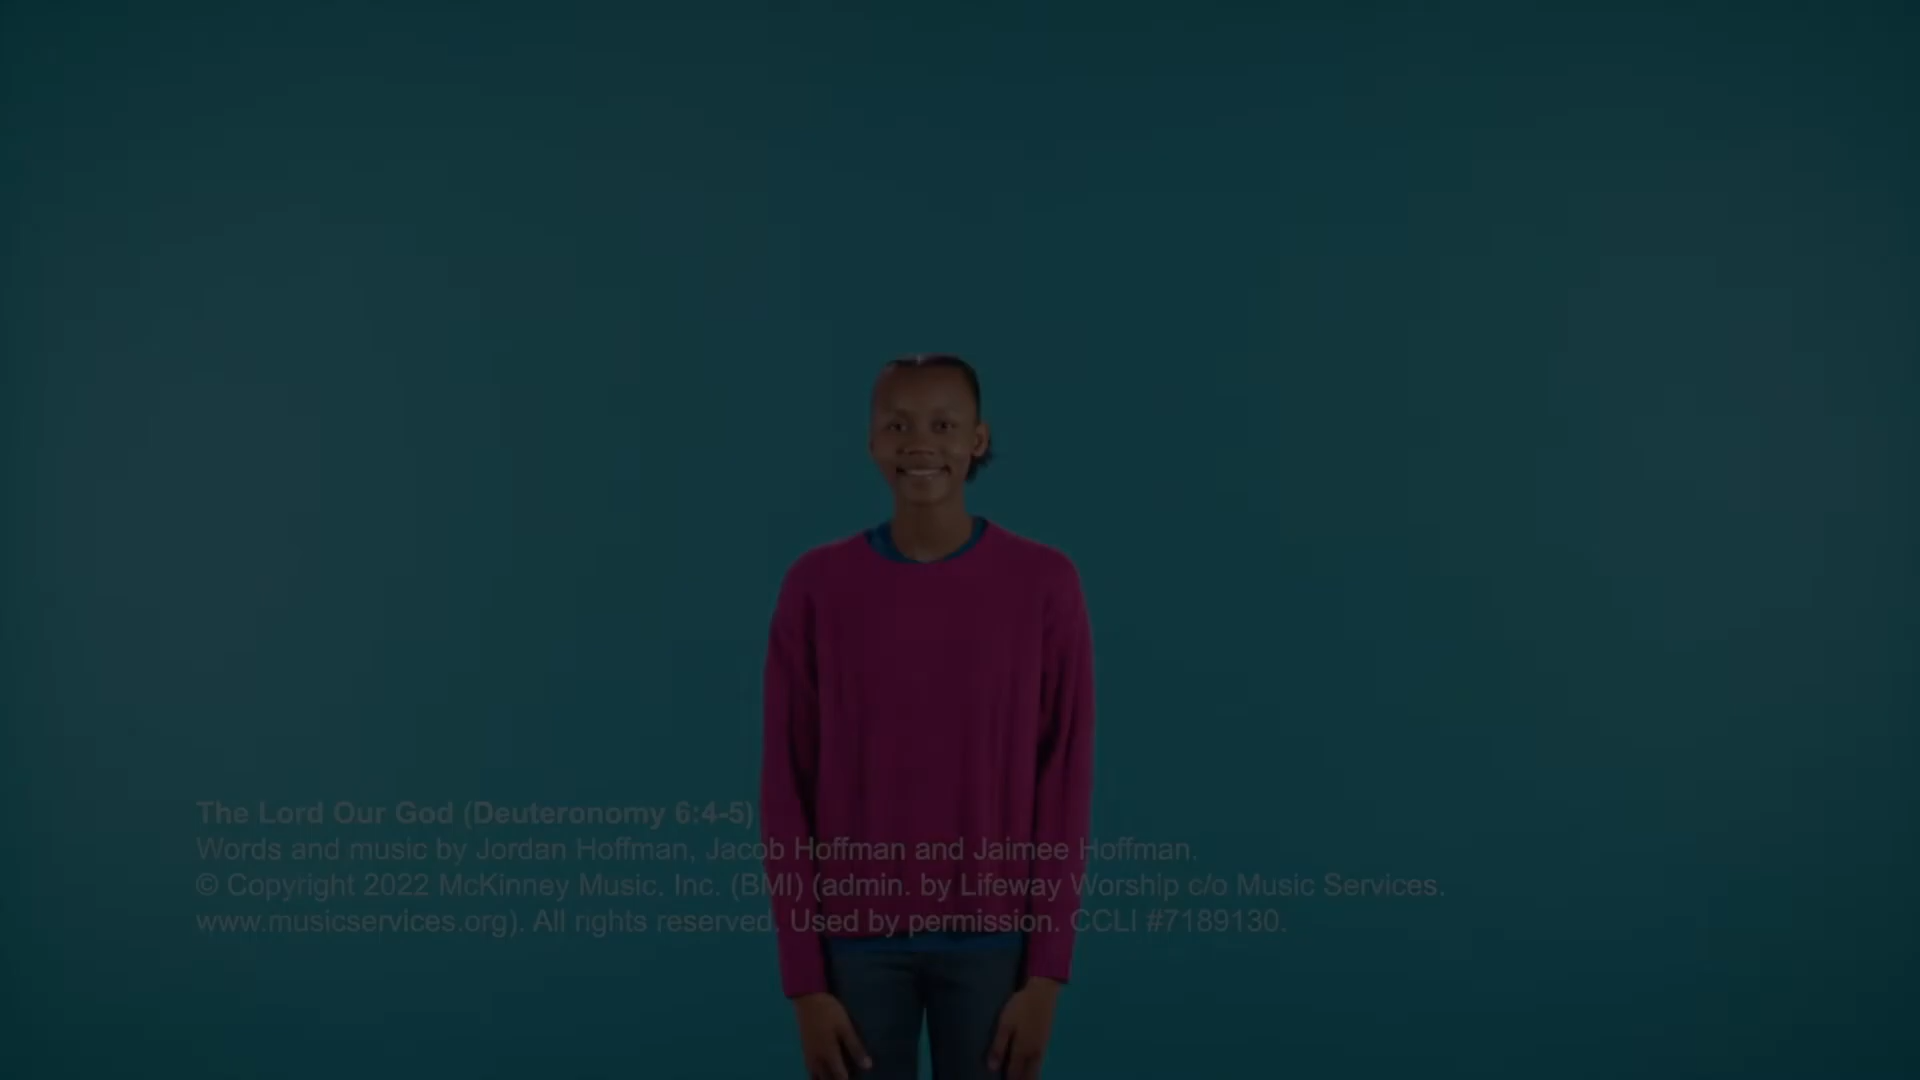 The Lord Our God (Deuteronomy 6:4-5)
Words and music by Jordan Hoffman, Jacob Hoffman and Jaimee Hoffman.
© Copyright 2022 McKinney Music. Inc. (BMI) (admin. by Lifeway Worship c/o Music Services.
www.musicservices.org). All rights reserved. Used by permission. CCLI #7189130.